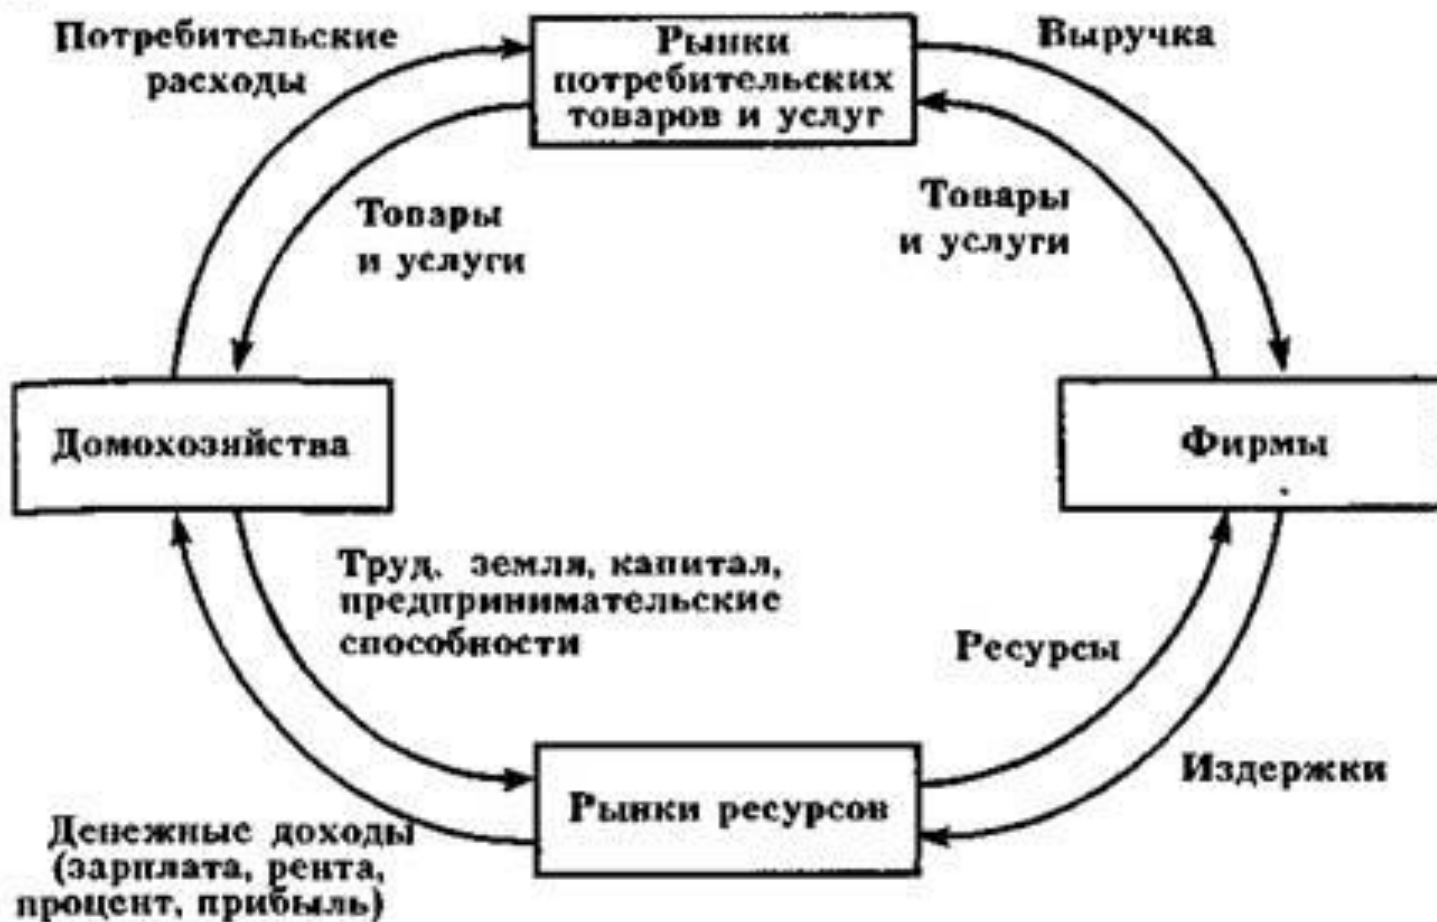 Потребительские
расходы
Рынки
потребительских
товаров и услуг
Выручка
Товары
и услуги
Товары
и услуги
Домохозяйства
Фирмы
Труд, земля, капитал,
предпринимательские
способности
Ресурсы
Издержки
Рынки ресурсов
Денежные доходы
(зарплата, рента,
процент, прибыль)